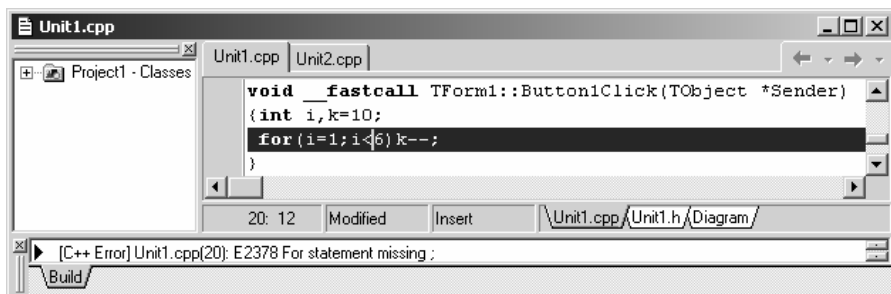 Unit1.cpp
Project1 - Classes
Unit1.cpp Unit2.cpp
void __fastcall TForm1::Button1Click(TObject *Sender)
{int i,k=10;
for(i=1;i<6)k--;
}
20: 12 Modified Insert \Unit1.cpp/Unit1.h/Diagram/
[C++ Error] Unit1.cpp(20): E2378 For statement missing ;
Build